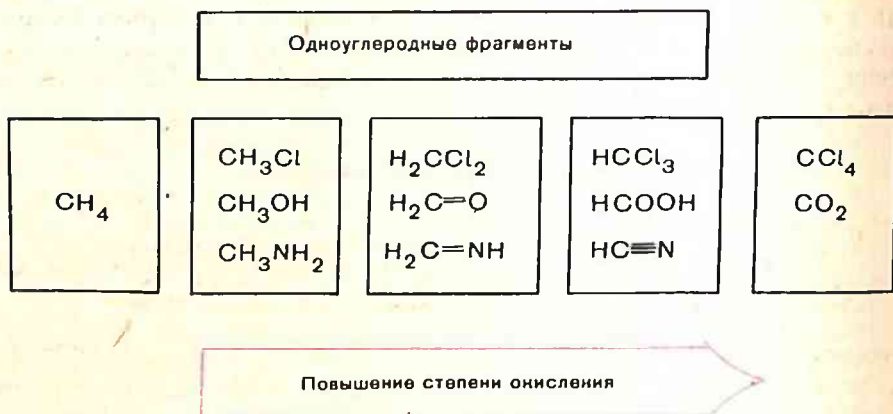 Одноуглеродные фрагменты
CH₃Cl H₂CCl₂ HCCl₃ CCl₄
CH₄ CH₃OH H₂C=O HCOOH CO₂
CH₃NH₂ H₂C=NH HC≡N
Повышение степени окисления